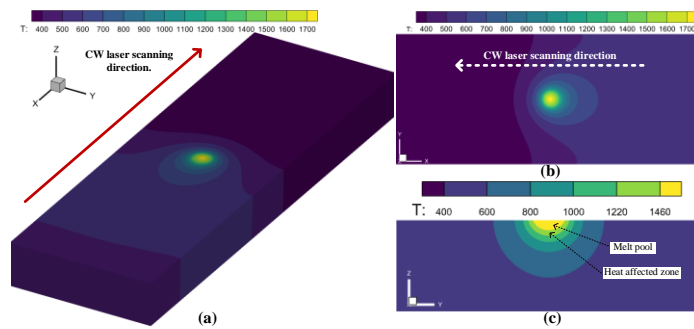 T: 400 500 600 700 800 900 1000 1100 1200 1300 1400 1500 1600 1700
CW laser scanning
direction.
Z
X
Y
(a)
T: 400 500 600 700 800 900 1000 1100 1200 1300 1400 1500 1600 1700
CW laser scanning direction
Y
X
(b)
T: 400 600 800 1000 1220 1460
Melt pool
Heat affected zone
Z
Y
(c)